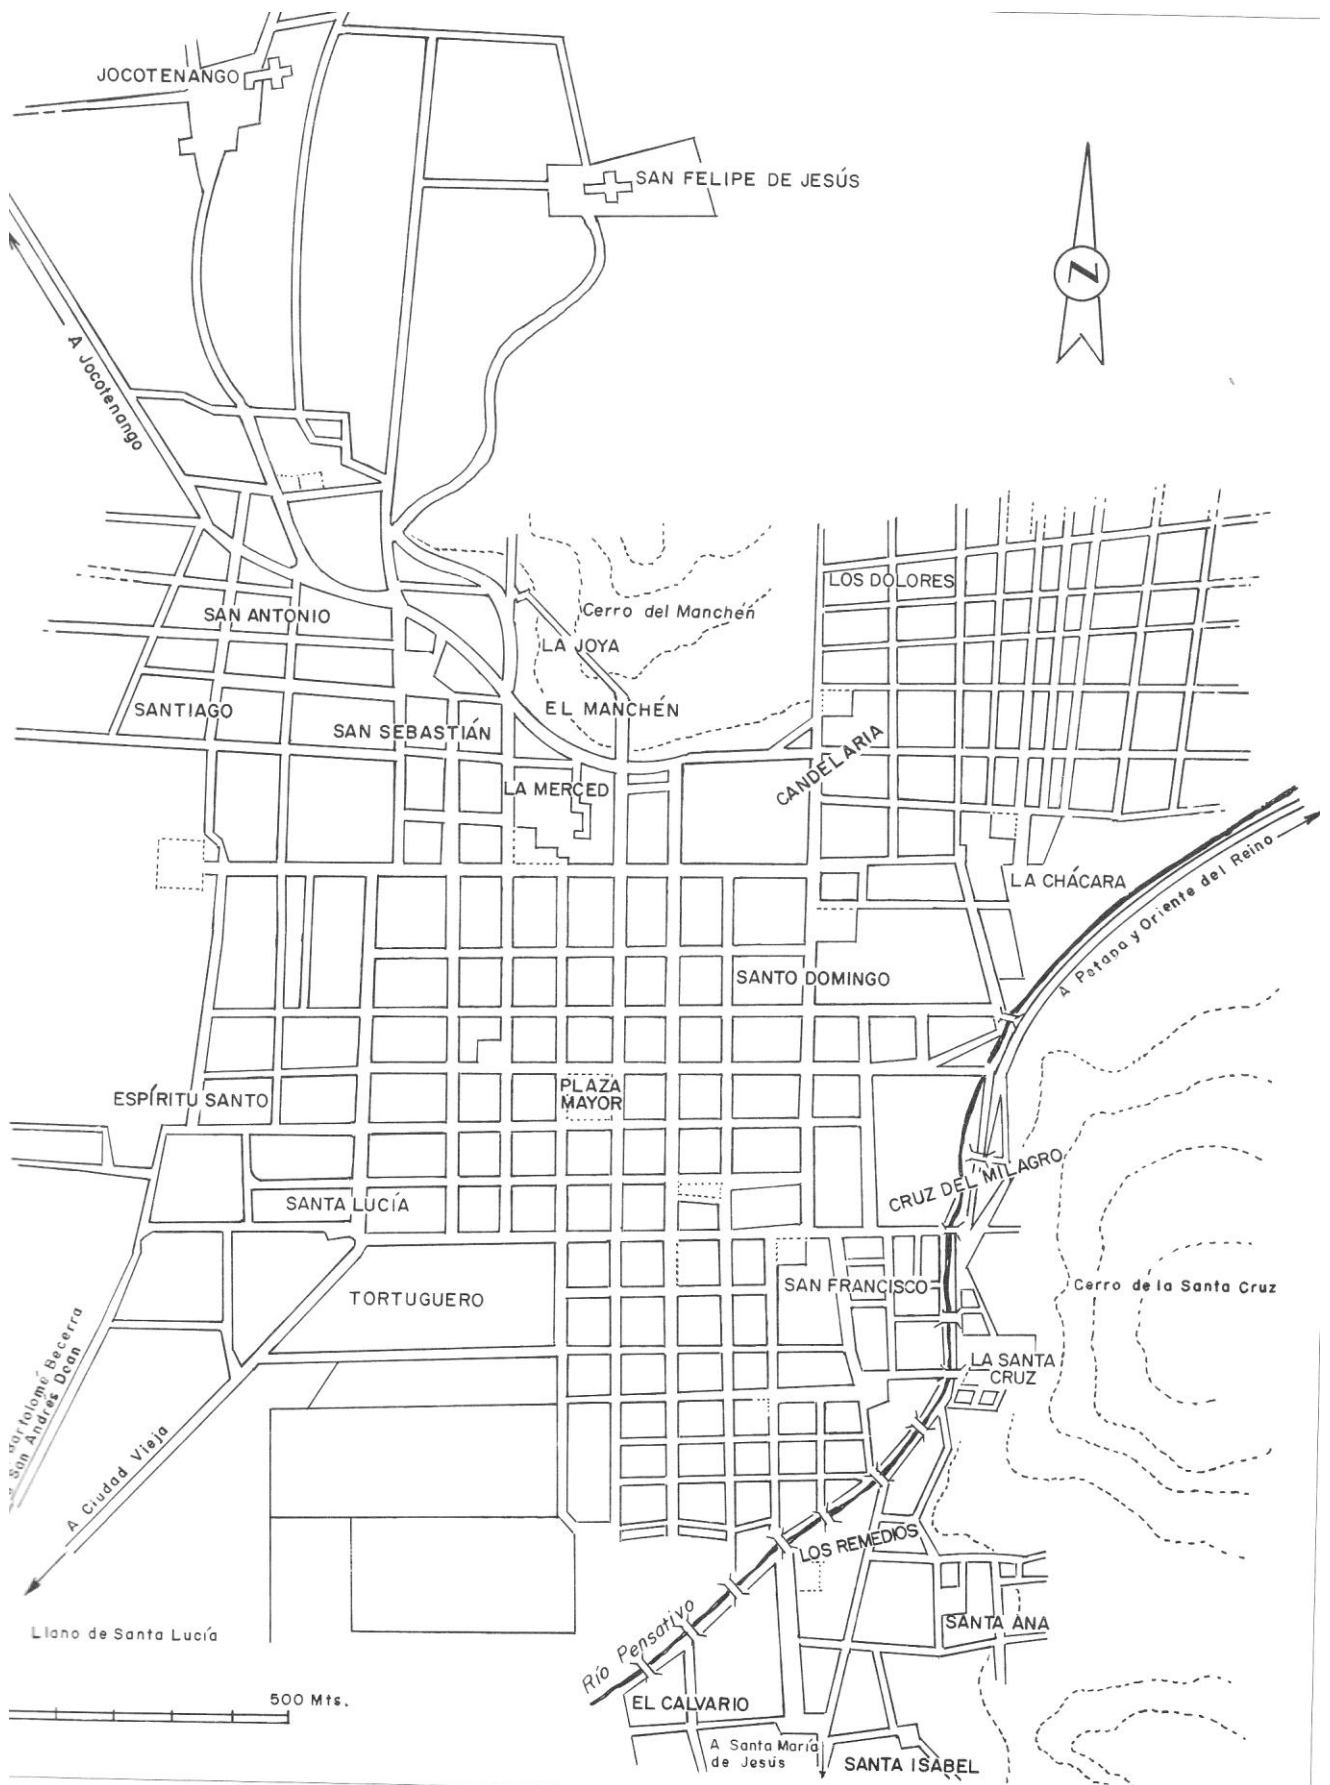 JOCOTENANGO
SAN FELIPE DE JESÚS
N
A Jocotenango
LOS DOLORES
SAN ANTONIO
Cerro del Manchén
LA JOYA
SANTIAGO
EL MANCHÉN
SAN SEBASTIÁN
CANDELARIA
LA MERCED
LA CHÁCARA
A Petapa y Oriente del Reino
SANTO DOMINGO
ESPÍRITU SANTO
PLAZA
MAYOR
CRUZ DEL MILAGRO
SANTA LUCÍA
SAN FRANCISCO
Cerro de la Santa Cruz
TORTUGUERO
LA SANTA
CRUZ
Bartolomé Becerra
San Andrés Dean
A Ciudad Vieja
LOS REMEDIOS
Río Pensativo
SANTA ANA
Llano de Santa Lucía
500 Mts.
EL CALVARIO
A Santa María
de Jesús
SANTA ISABEL